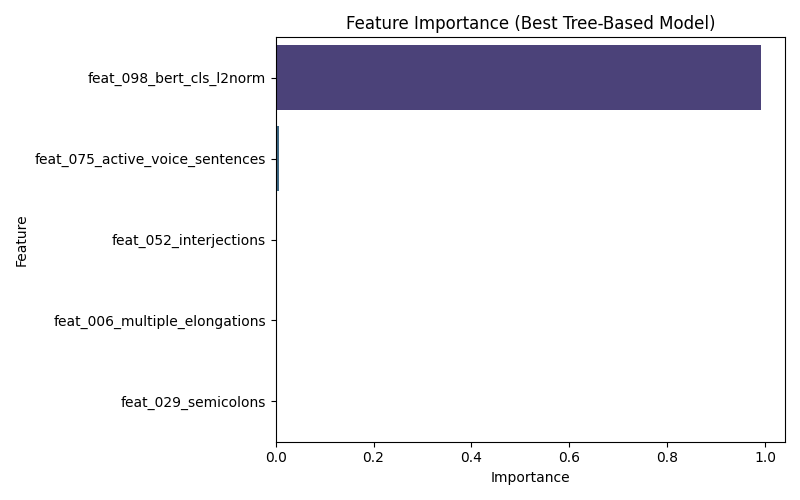 Feature Importance (Best Tree-Based Model)
feat_098_bert_cls_l2norm
feat_075_active_voice_sentences
feat_052_interjections
feat_006_multiple_elongations
feat_029_semicolons
Feature
0.0 0.2 0.4 0.6 0.8 1.0
Importance